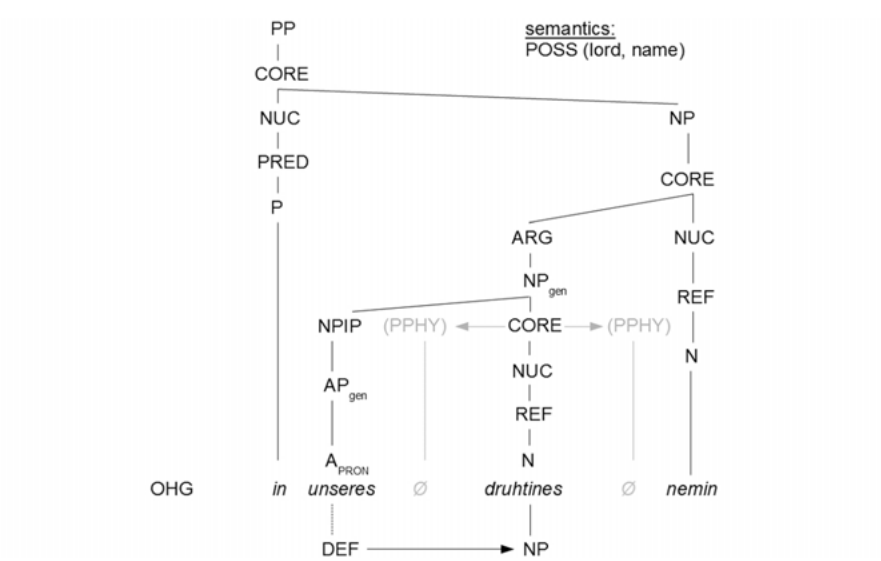 PP semantics:
POSS (lord, name)
CORE
NUC NP
PRED
CORE
P
ARG NUC
NP gen
REF
NPIP (PPHY) CORE (PPHY)
N
NUC
AP gen
REF
A PRON N
OHG in unseres Ø druhtines Ø nemin
DEF NP